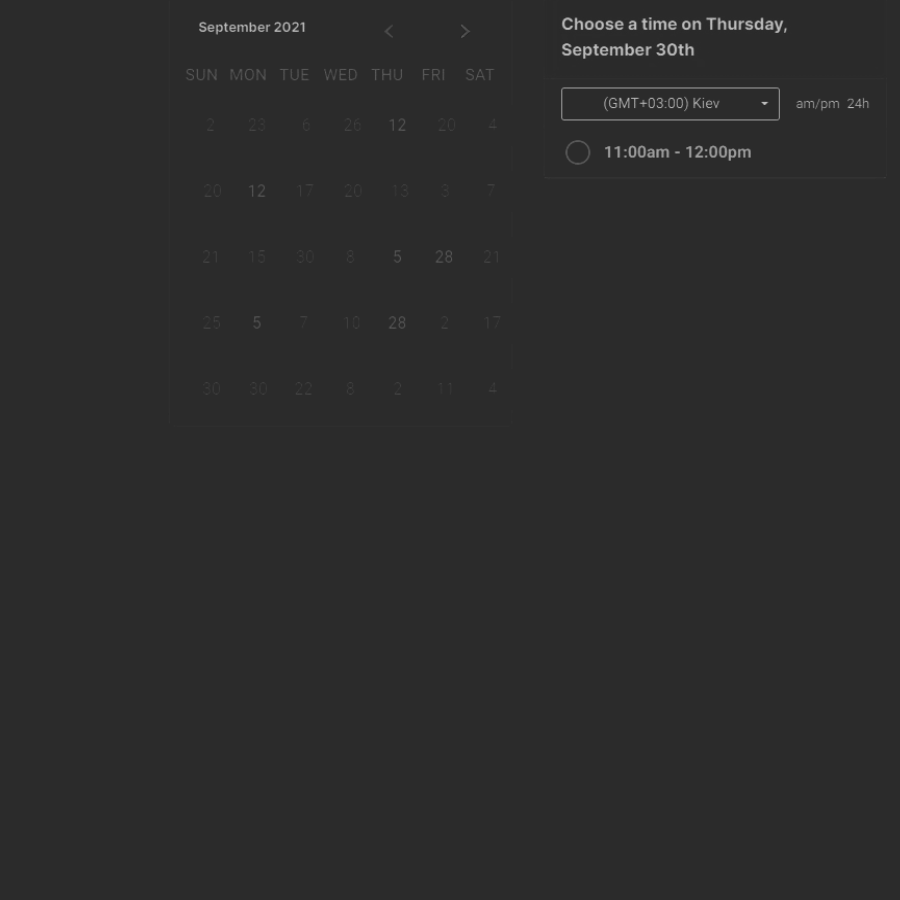 September 2021
SUN MON TUE WED THU FRI SAT
2 23 6 26 12 20 4
20 12 17 20 13 3 7
21 15 30 8 5 28 21
25 5 7 10 28 2 17
30 30 22 8 2 11 4
Choose a time on Thursday,
September 30th
(GMT+03:00) Kiev am/pm 24h
11:00am - 12:00pm